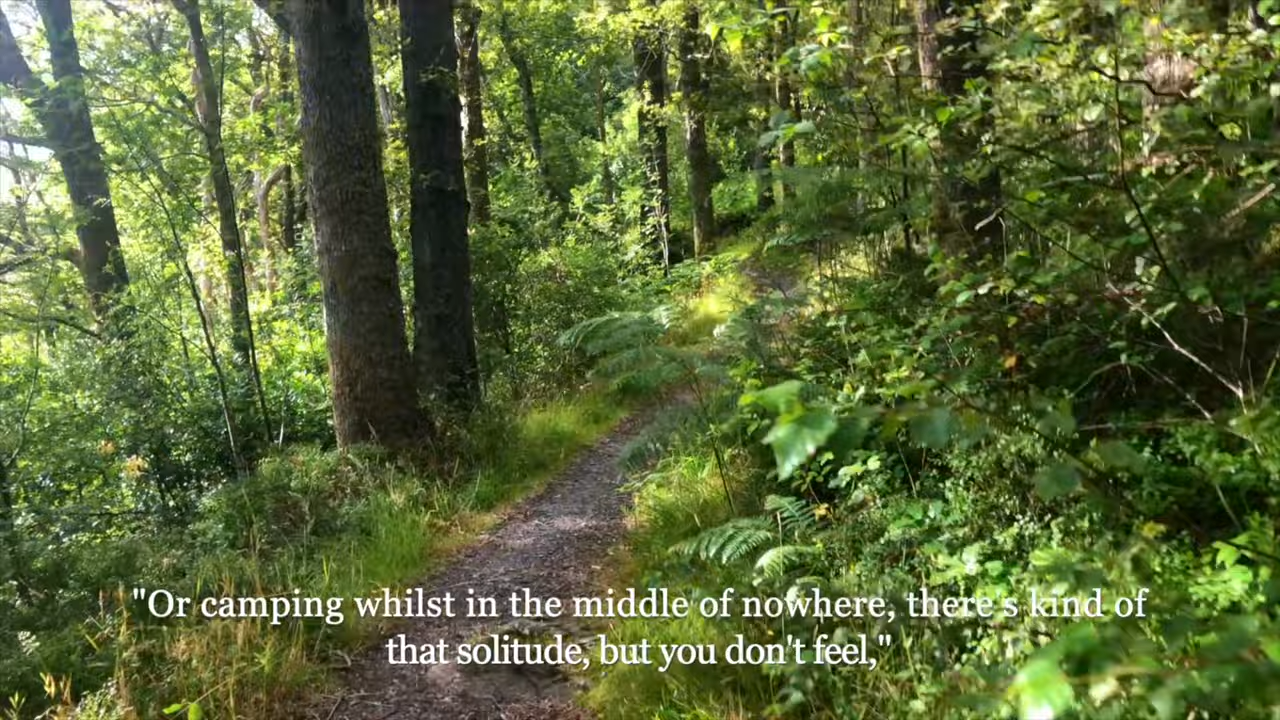 "Or camping whilst in the middle of nowhere, there's kind of
that solitude, but you don't feel,"